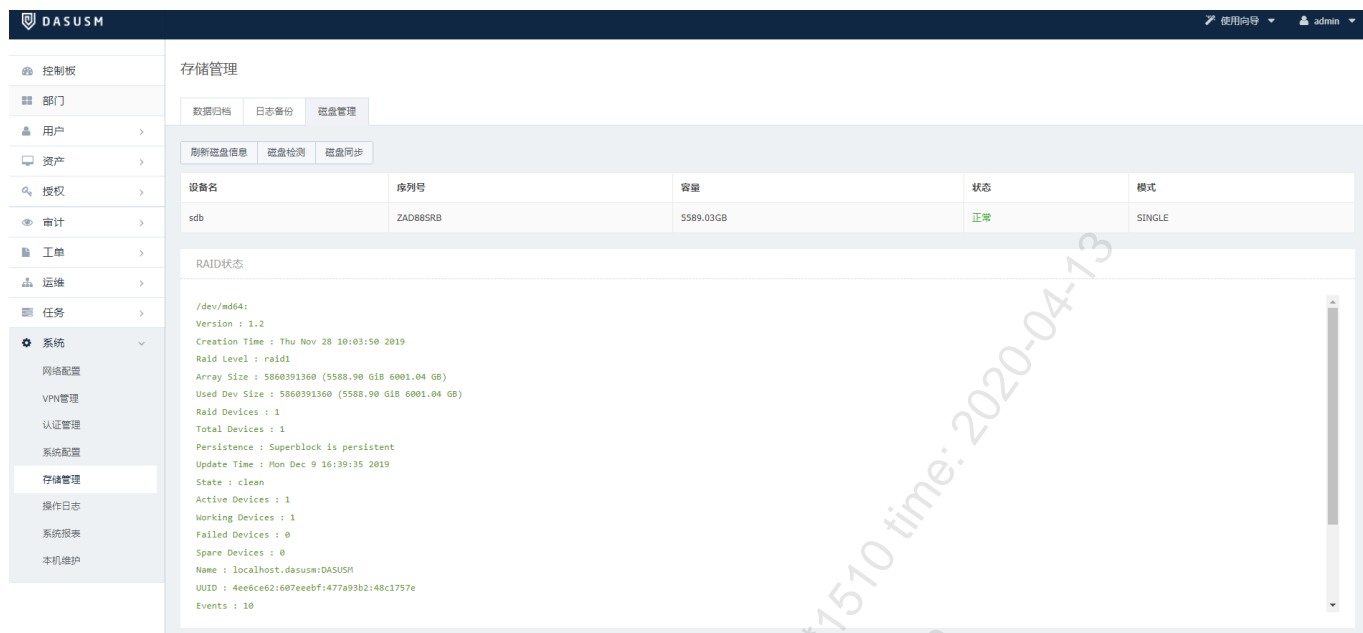 DASUSM
使用向导
admin
控制板
部门
用户
资产
授权
审计
工单
运维
任务
系统
网络配置
VPN管理
认证管理
系统配置
存储管理
操作日志
系统报表
本机维护
存储管理
数据归档 日志备份 磁盘管理
刷新磁盘信息 磁盘检测 磁盘同步
设备名 序列号 容量 状态 模式
sdb ZAD88SRB 5589.03GB 正常 SINGLE
RAID状态
/dev/md64:
Version : 1.2
Creation Time : Thu Nov 28 10:03:50 2019
Raid Level : raid1
Array Size : 5860391360 (5588.90 GiB 6001.04 GB)
Used Dev Size : 5860391360 (5588.90 GiB 6001.04 GB)
Raid Devices : 1
Total Devices : 1
Persistence : Superblock is persistent
Update Time : Mon Dec 9 16:39:35 2019
State : clean
Active Devices : 1
Working Devices : 1
Failed Devices : 0
Spare Devices : 0
Name : localhost.dasusm:DASUSM
UUID : 4ee6ce62:607eeebf:477a93b2:48c1757e
Events : 10
1510 time: 2020-04-13